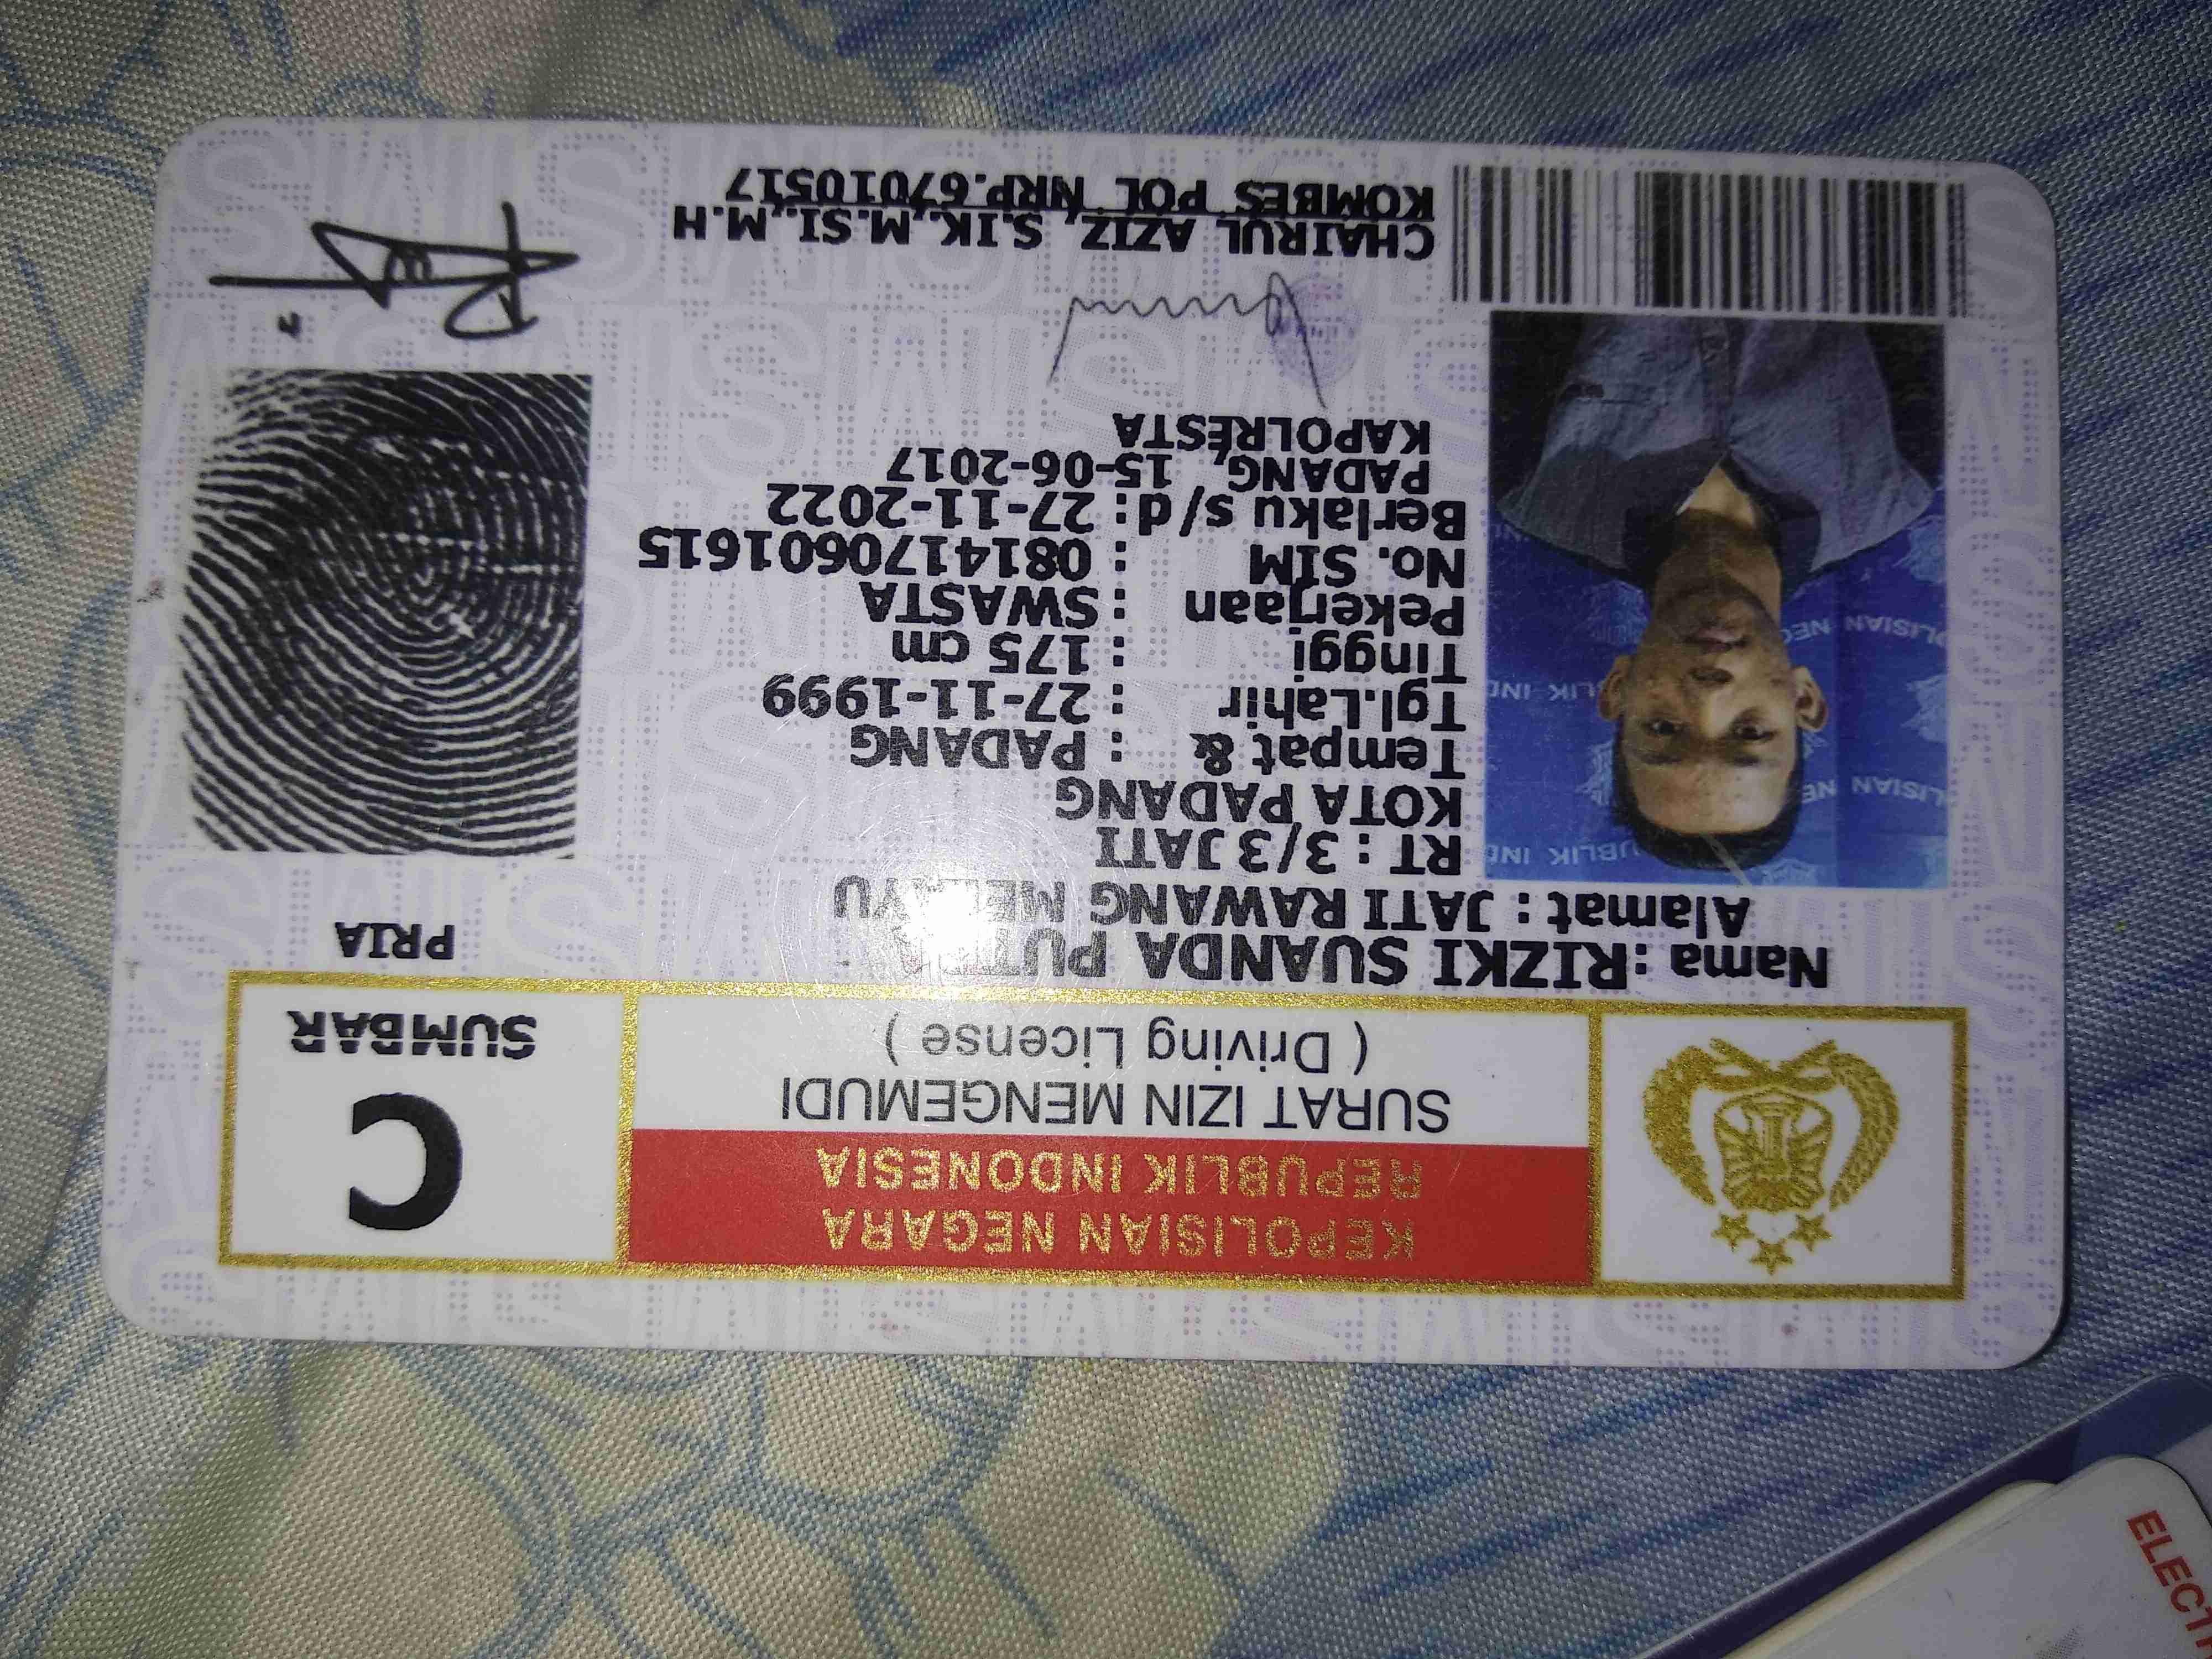 KEPOLISIAN NEGARA
REPUBLIK INDONESIA
SURAT IZIN MENGEMUDI
( Driving License )
C
SUMBAR
PRIA
Nama : RIZKI SUANDA PUTRA
Alamat : JATI RAWANG MELAYU
RT : 3/3 JATI
KOTA PADANG
Tempat & : PADANG
Tgl.Lahir : 27-11-1999
Tinggi : 175 cm
Pekerjaan : SWASTA
No. SIM : 0814170601615
Berlaku s/d : 27-11-2022
PADANG, 15-06-2017
KAPOLRESTA
CHAIRUL AZIZ, S.IK, M.SI., M.H
KOMBES POL NRP.67010517